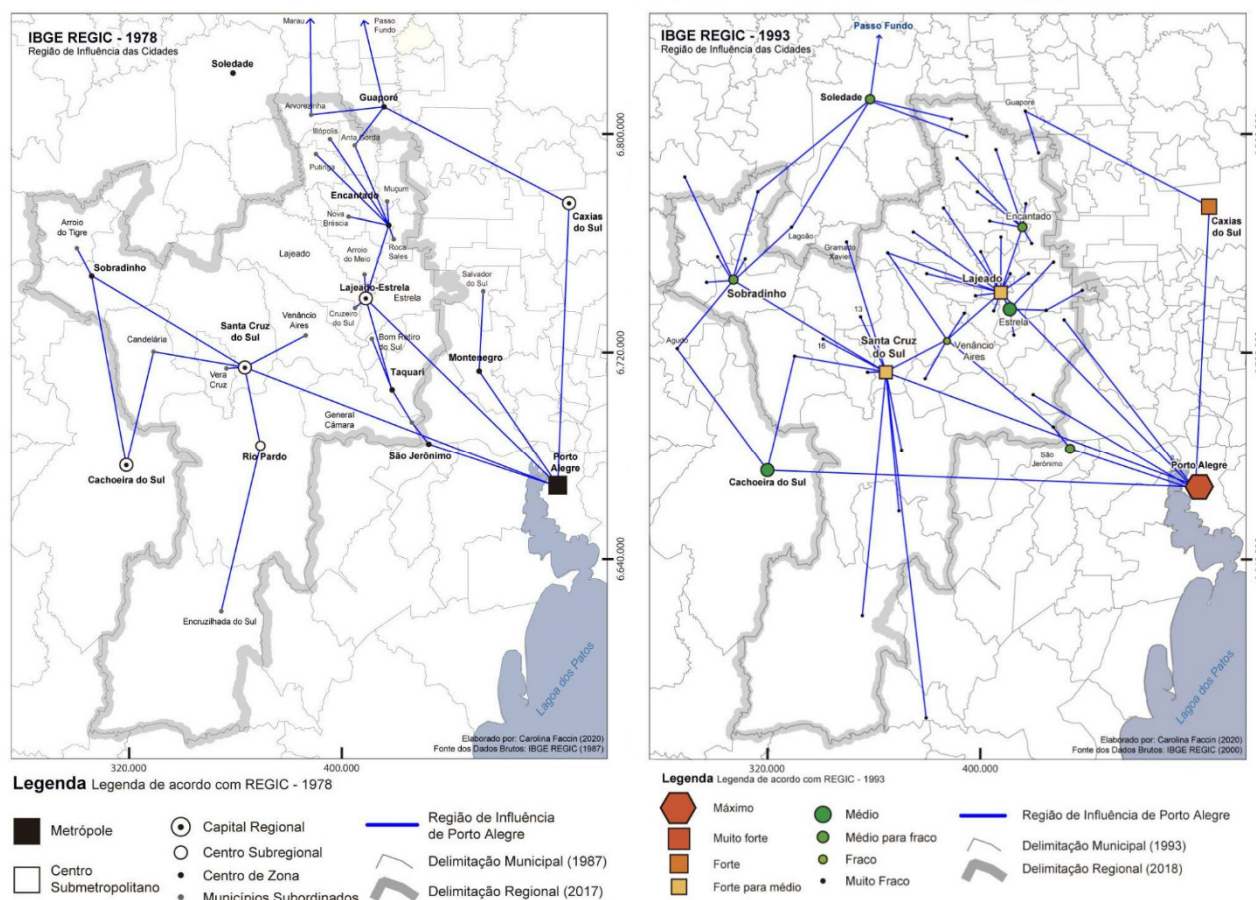 IBGE REGIC - 1978
Região de Influência das Cidades
Marau
Passo
Fundo
Soledade
Guaporé
Arvorezinha
Ilópolis
Anta Gorda
Putinga
Muçum
Encantado
Nova
Bréscia
Roca
Sales
Caxias
do Sul
Arroio
do Tigre
Sobradinho
Lajeado
Arroio
do Meio
Salvador
do Sul
Lajeado-Estrela
Estrela
Cruzeiro
do Sul
Venâncio
Aires
Santa Cruz
do Sul
Candelária
Bom Retiro
do Sul
Montenegro
Vera
Cruz
Taquari
General
Câmara
São Jerônimo
Rio Pardo
Porto
Alegre
Cachoeira do Sul
Encruzilhada do Sul
Lagoa dos Patos
Elaborado por: Carolina Faccin (2020)
Fonte dos Dados Brutos: IBGE REGIC (1987)
6.800.000
6.720.000
6.640.000
320.000
400.000
Legenda Legenda de acordo com REGIC - 1978
Metrópole
Centro
Submetropolitano
Capital Regional
Centro Subregional
Centro de Zona
Municípios Subordinados
Região de Influência
de Porto Alegre
Delimitação Municipal (1987)
Delimitação Regional (2017)
IBGE REGIC - 1993
Região de Influência das Cidades
Passo Fundo
Soledade
Guaporé
Encantado
Caxias
do Sul
Lagoão
Gramado
Xavier
Lajeado
Sobradinho
Estrela
13
Santa Cruz
do Sul
Venâncio
Aires
16
Agudo
São
Jerônimo
Porto Alegre
Cachoeira do Sul
Lagoa dos Patos
Elaborado por: Carolina Faccin (2020)
Fonte dos Dados Brutos: IBGE REGIC (2000)
320.000
400.000
Legenda Legenda de acordo com REGIC - 1993
Máximo
Muito forte
Forte
Forte para médio
Médio
Médio para fraco
Fraco
Muito Fraco
Região de Influência de Porto Alegre
Delimitação Municipal (1993)
Delimitação Regional (2018)